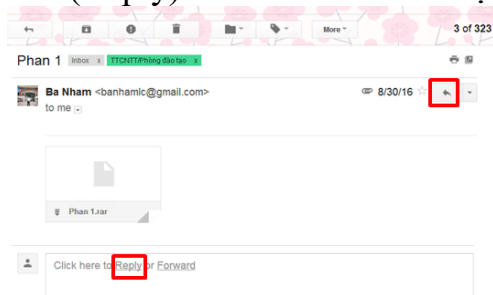 (Reply)
More 3 of 323
Phan 1 Inbox x TTCNTT/Phòng đào tạo x
Ba Nham <banhamlc@gmail.com> 8/30/16
to me
Phan 1.rar
Click here to Reply or Forward